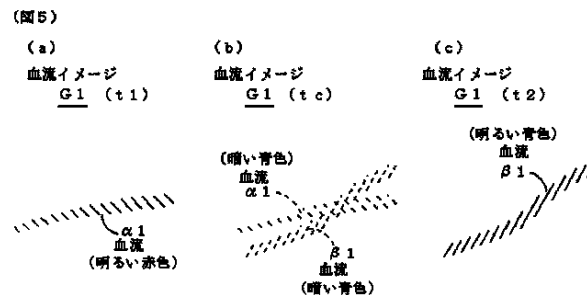 (図5)
(a)
血流イメージ
G1 (t1)
α1
血流
(明るい赤色)
(b)
血流イメージ
G1 (tc)
(暗い青色)
血流
α1
β1
血流
(暗い青色)
(c)
血流イメージ
G1 (t2)
(明るい青色)
血流
β1